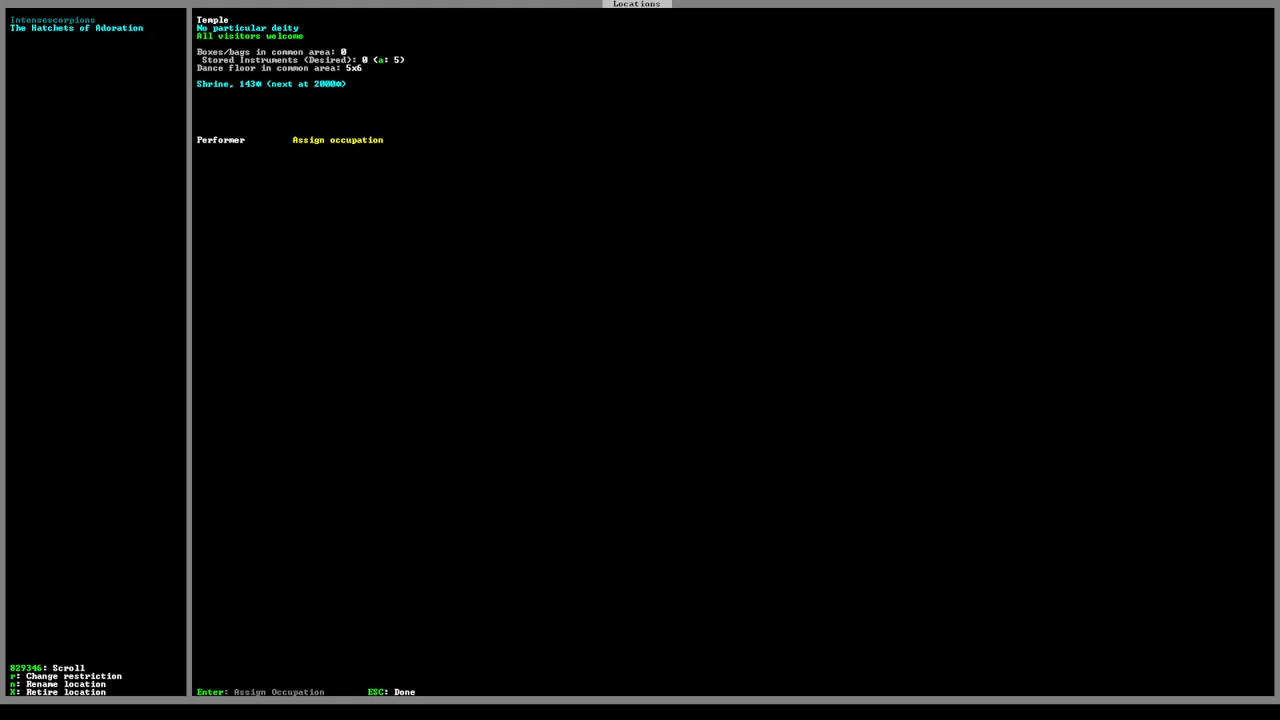 Locations
Intensescorpions
The Hatchets of Adoration
Temple
No particular deity
All visitors welcome
Boxes/bags in common area: 0
Stored Instruments (Desired): 0 (a: 5)
Dance floor in common area: 5x6
Shrine, 143☼ (next at 2000☼)
Performer Assign occupation
829346: Scroll
r: Change restriction
n: Rename location
X: Retire location
Enter: Assign Occupation ESC: Done